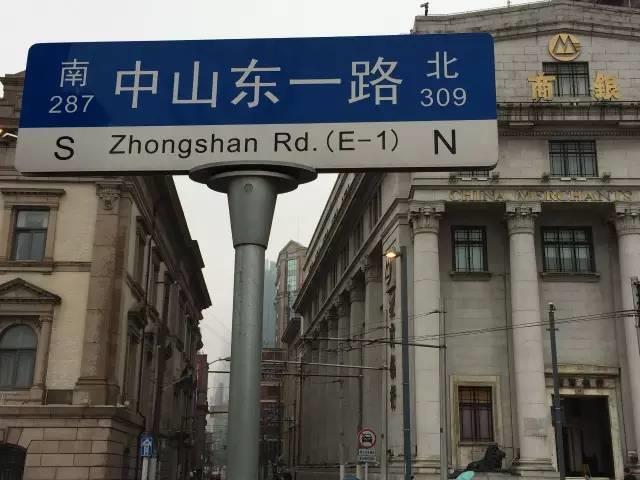 南 中山东一路 北
287 309
S Zhongshan Rd.(E-1) N
商 銀
CHINA MERCHANTS